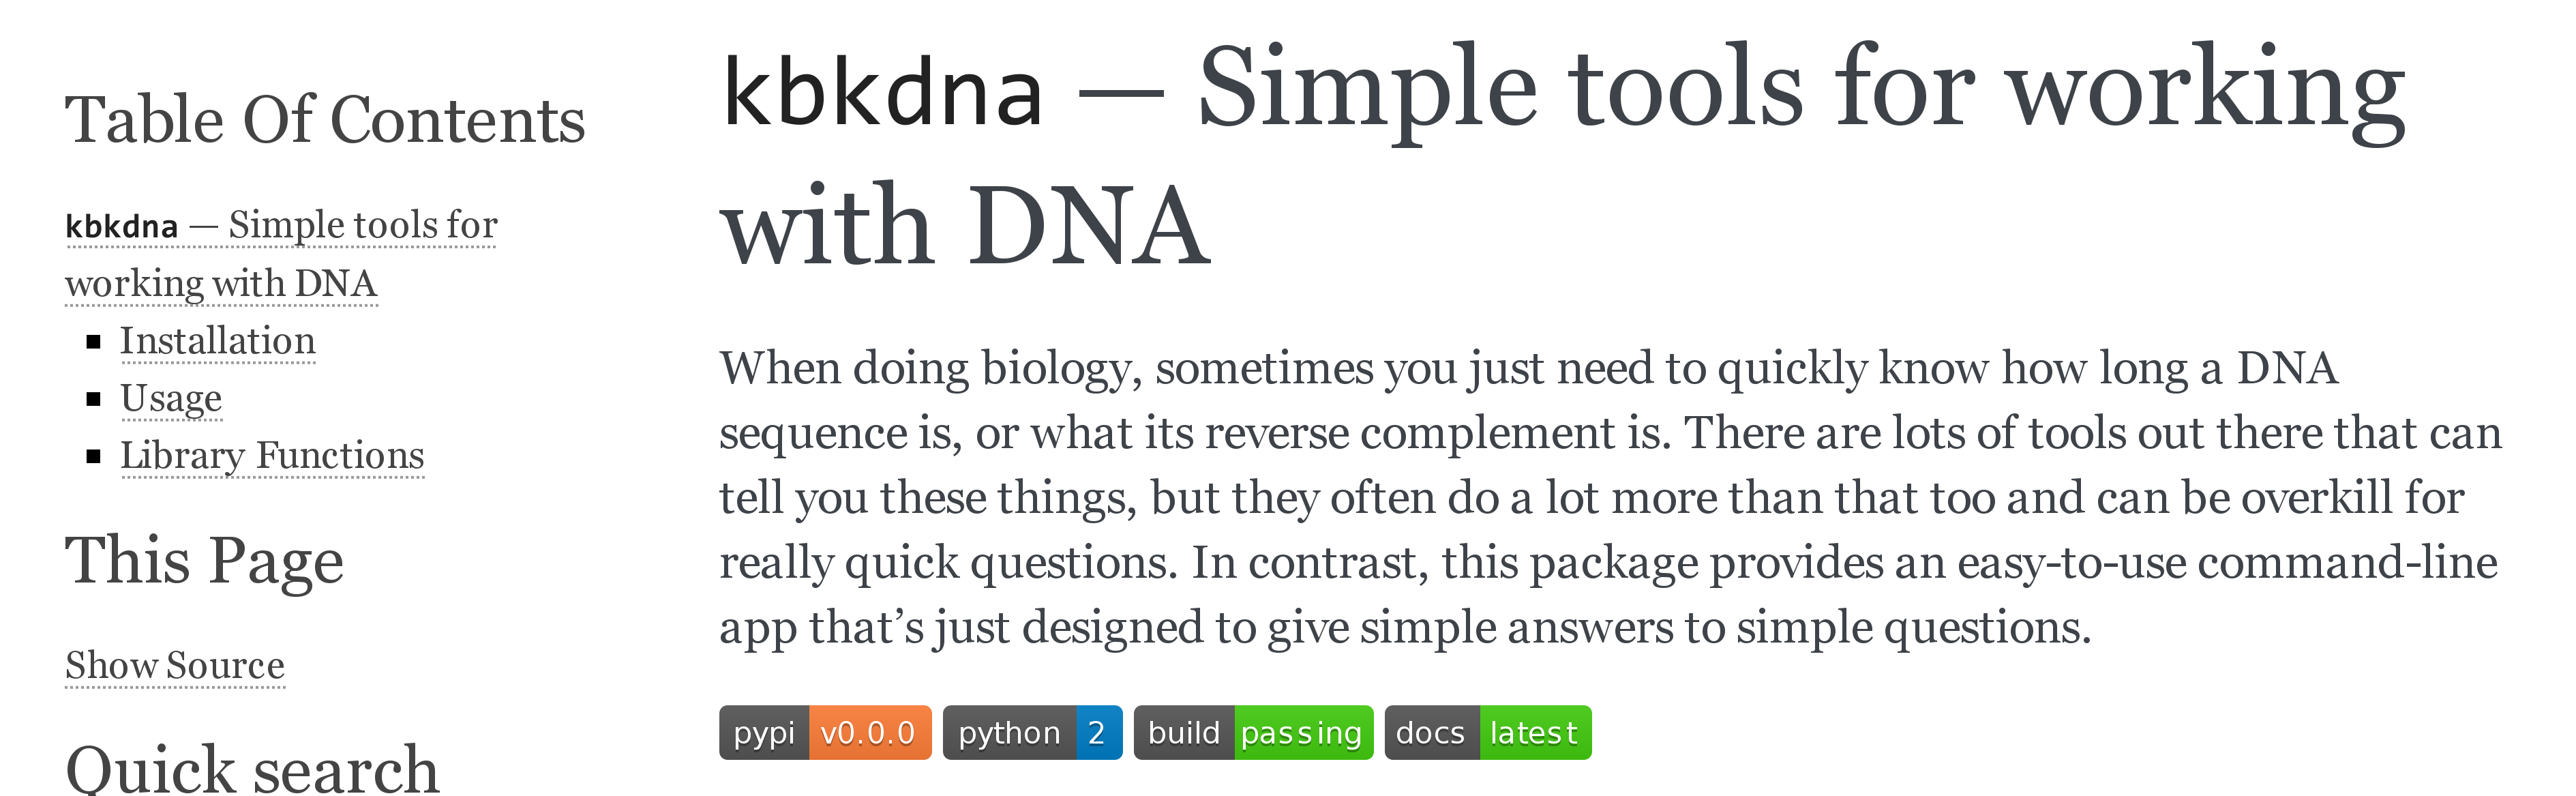 Table Of Contents
kbkdna — Simple tools for
working with DNA
Installation
Usage
Library Functions
This Page
Show Source
Quick search
kbkdna — Simple tools for working
with DNA
When doing biology, sometimes you just need to quickly know how long a DNA
sequence is, or what its reverse complement is. There are lots of tools out there that can
tell you these things, but they often do a lot more than that too and can be overkill for
really quick questions. In contrast, this package provides an easy-to-use command-line
app that’s just designed to give simple answers to simple questions.
pypi v0.0.0 python 2 build passing docs latest